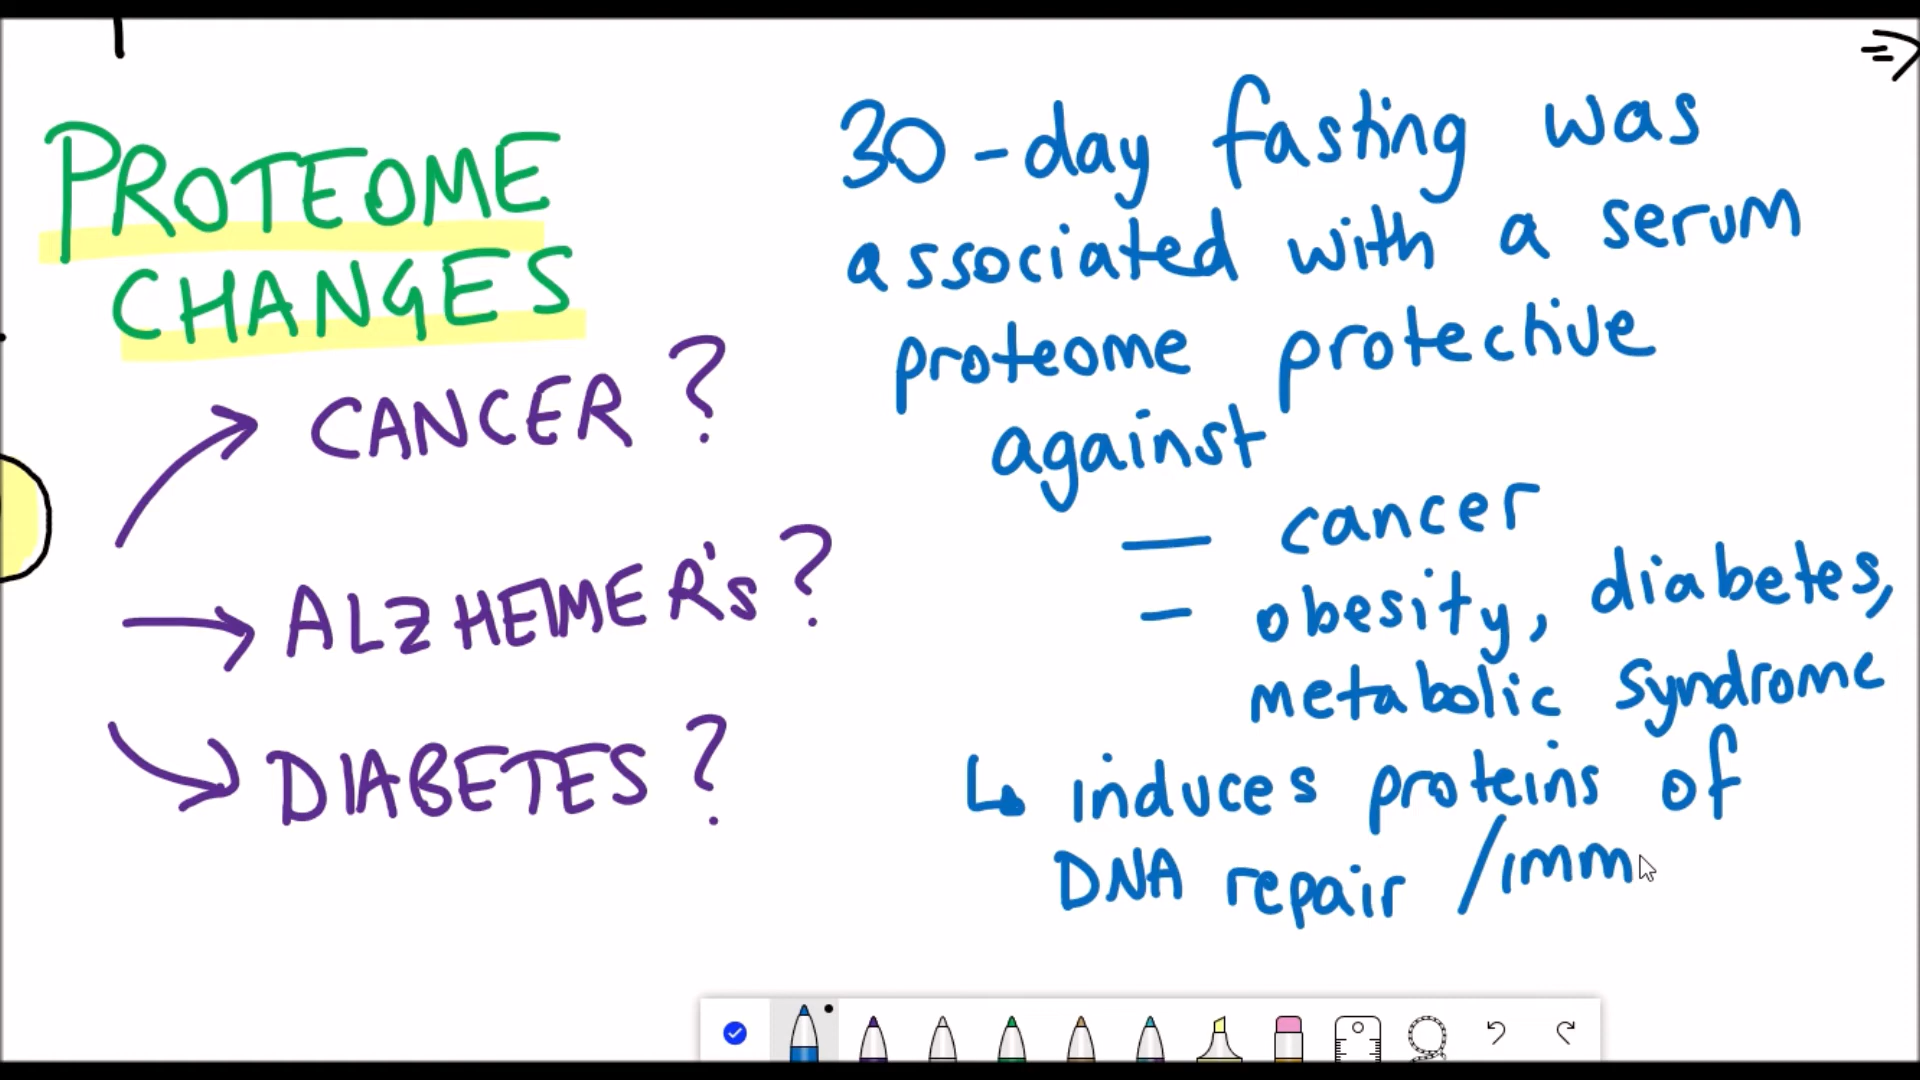 PROTEOME
CHANGES
CANCER ?
ALZHEIMER's ?
DIABETES ?
30-day fasting was
associated with a serum
proteome protective
against
— cancer
- obesity, diabetes,
metabolic syndrome
↳ induces proteins of
DNA repair /imm